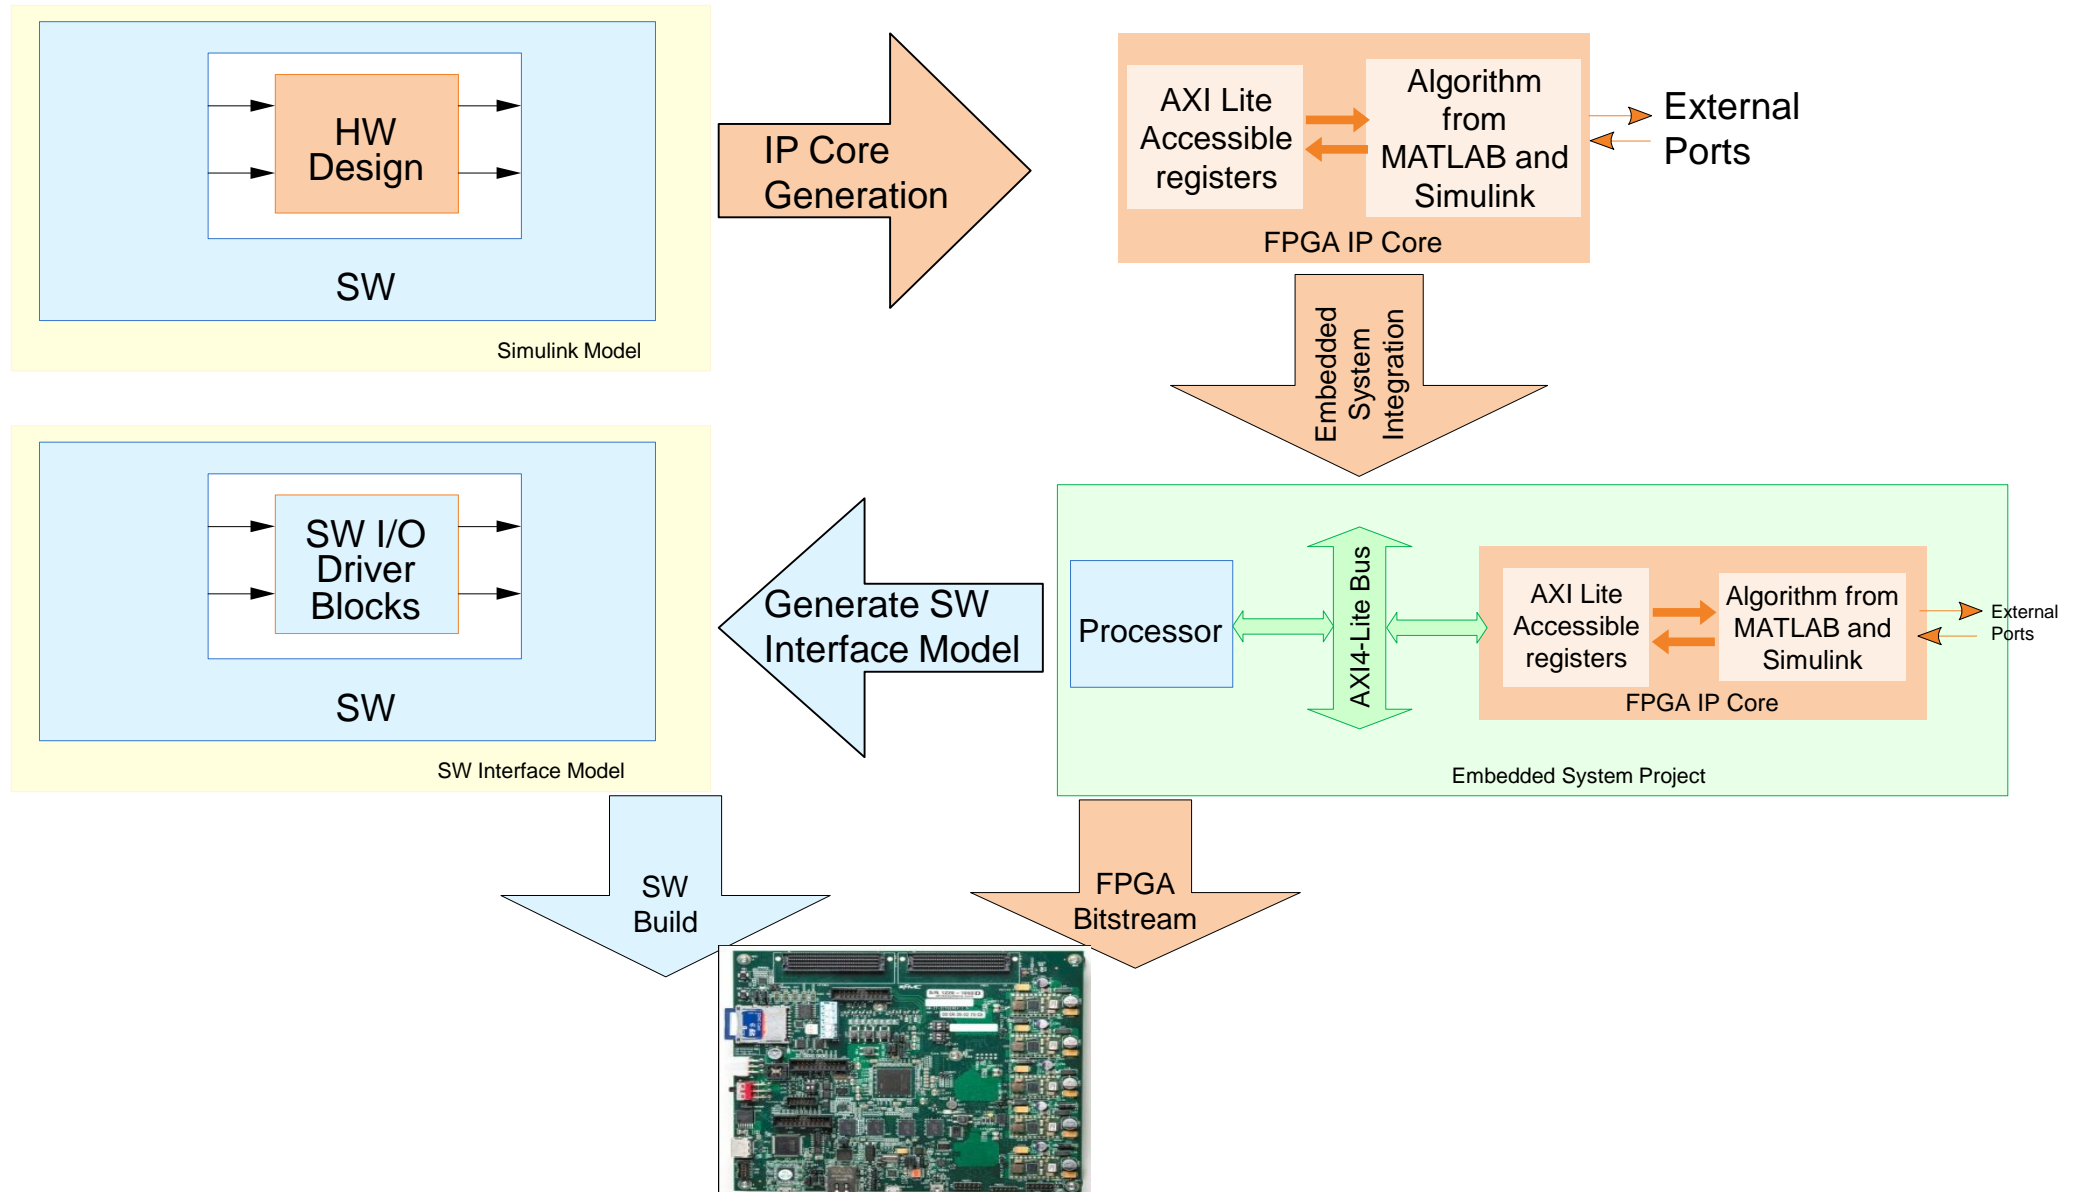 HW
Design
SW
Simulink Model
IP Core
Generation
AXI Lite
Accessible
registers
Algorithm
from
MATLAB and
Simulink
FPGA IP Core
External
Ports
Embedded
System
Integration
SW I/O
Driver
Blocks
SW
SW Interface Model
Generate SW
Interface Model
Processor
AXI4-Lite Bus
AXI Lite
Accessible
registers
Algorithm from
MATLAB and
Simulink
FPGA IP Core
External
Ports
Embedded System Project
SW
Build
FPGA
Bitstream